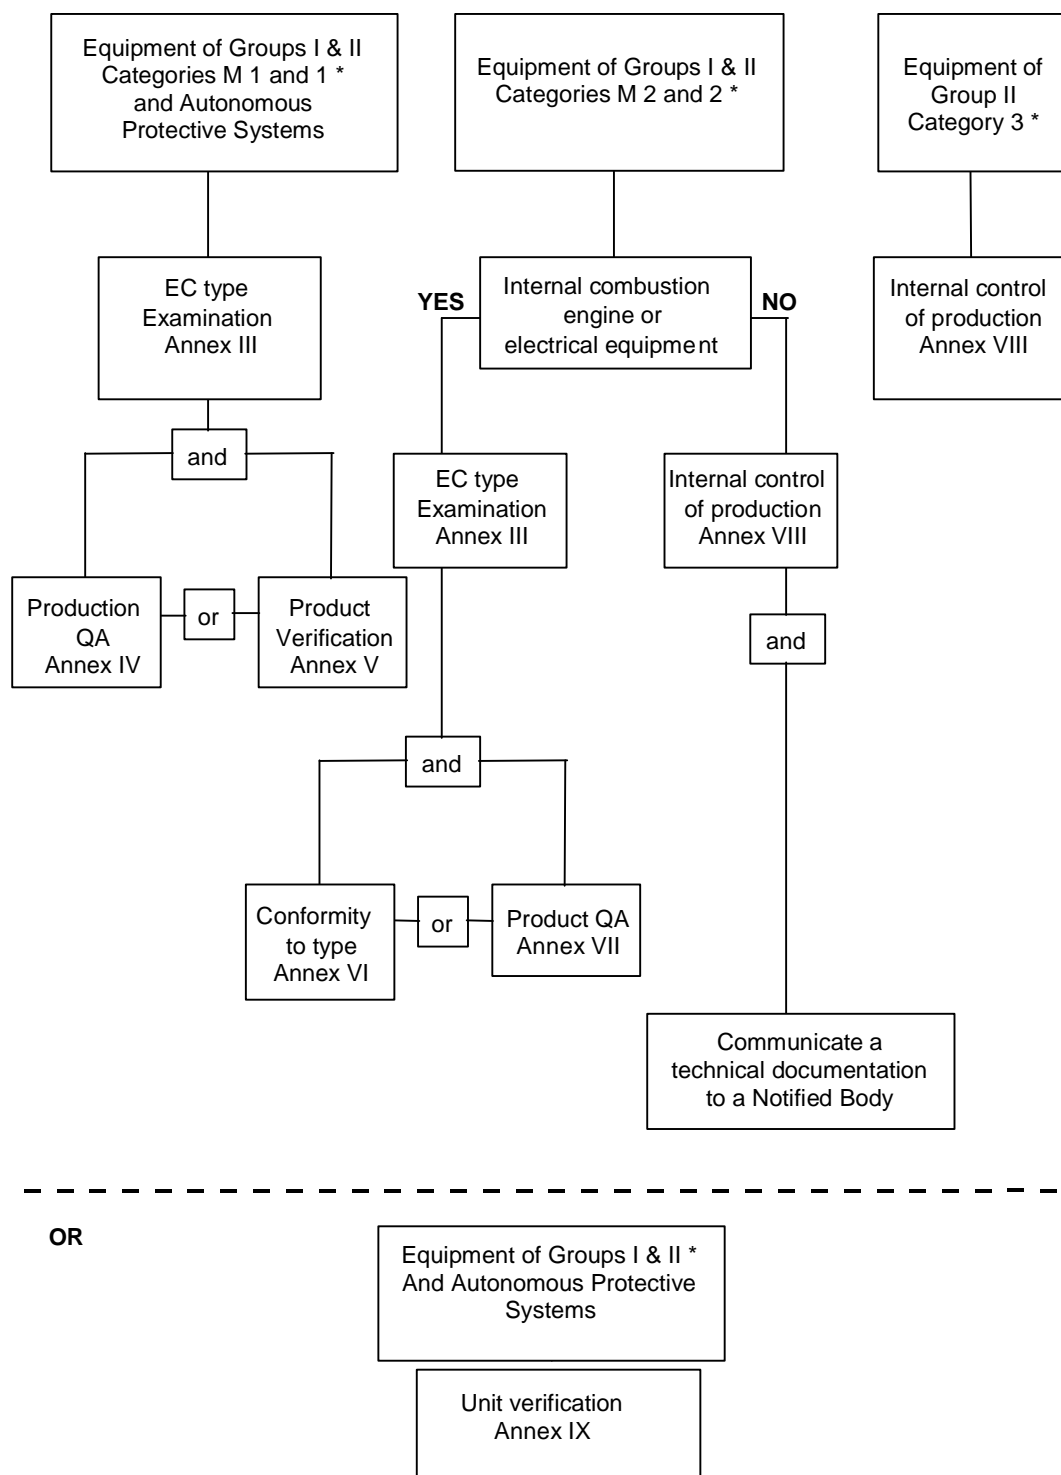 Equipment of Groups I & II
Categories M 1 and 1 *
and Autonomous
Protective Systems
Equipment of Groups I & II
Categories M 2 and 2 *
Equipment of
Group II
Category 3 *
EC type
Examination
Annex III
YES
Internal combustion
engine or
electrical equipment
NO
Internal control
of production
Annex VIII
and
EC type
Examination
Annex III
Internal control
of production
Annex VIII
Production
QA
Annex IV
or
Product
Verification
Annex V
and
and
Conformity
to type
Annex VI
or
Product QA
Annex VII
Communicate a
technical documentation
to a Notified Body
OR
Equipment of Groups I & II *
And Autonomous Protective
Systems
Unit verification
Annex IX